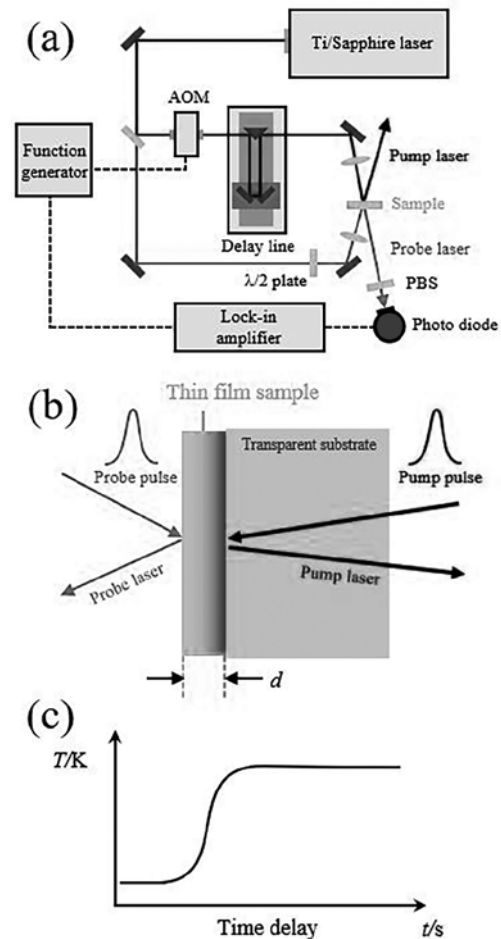 (a)
Ti/Sapphire laser
AOM
Function
generator
Pump laser
Sample
Delay line
Probe laser
λ/2 plate
PBS
Lock-in
amplifier
Photo diode
(b)
Thin film sample
Transparent substrate
Probe pulse
Pump pulse
Probe laser
Pump laser
d
(c)
T/K
Time delay
t/s